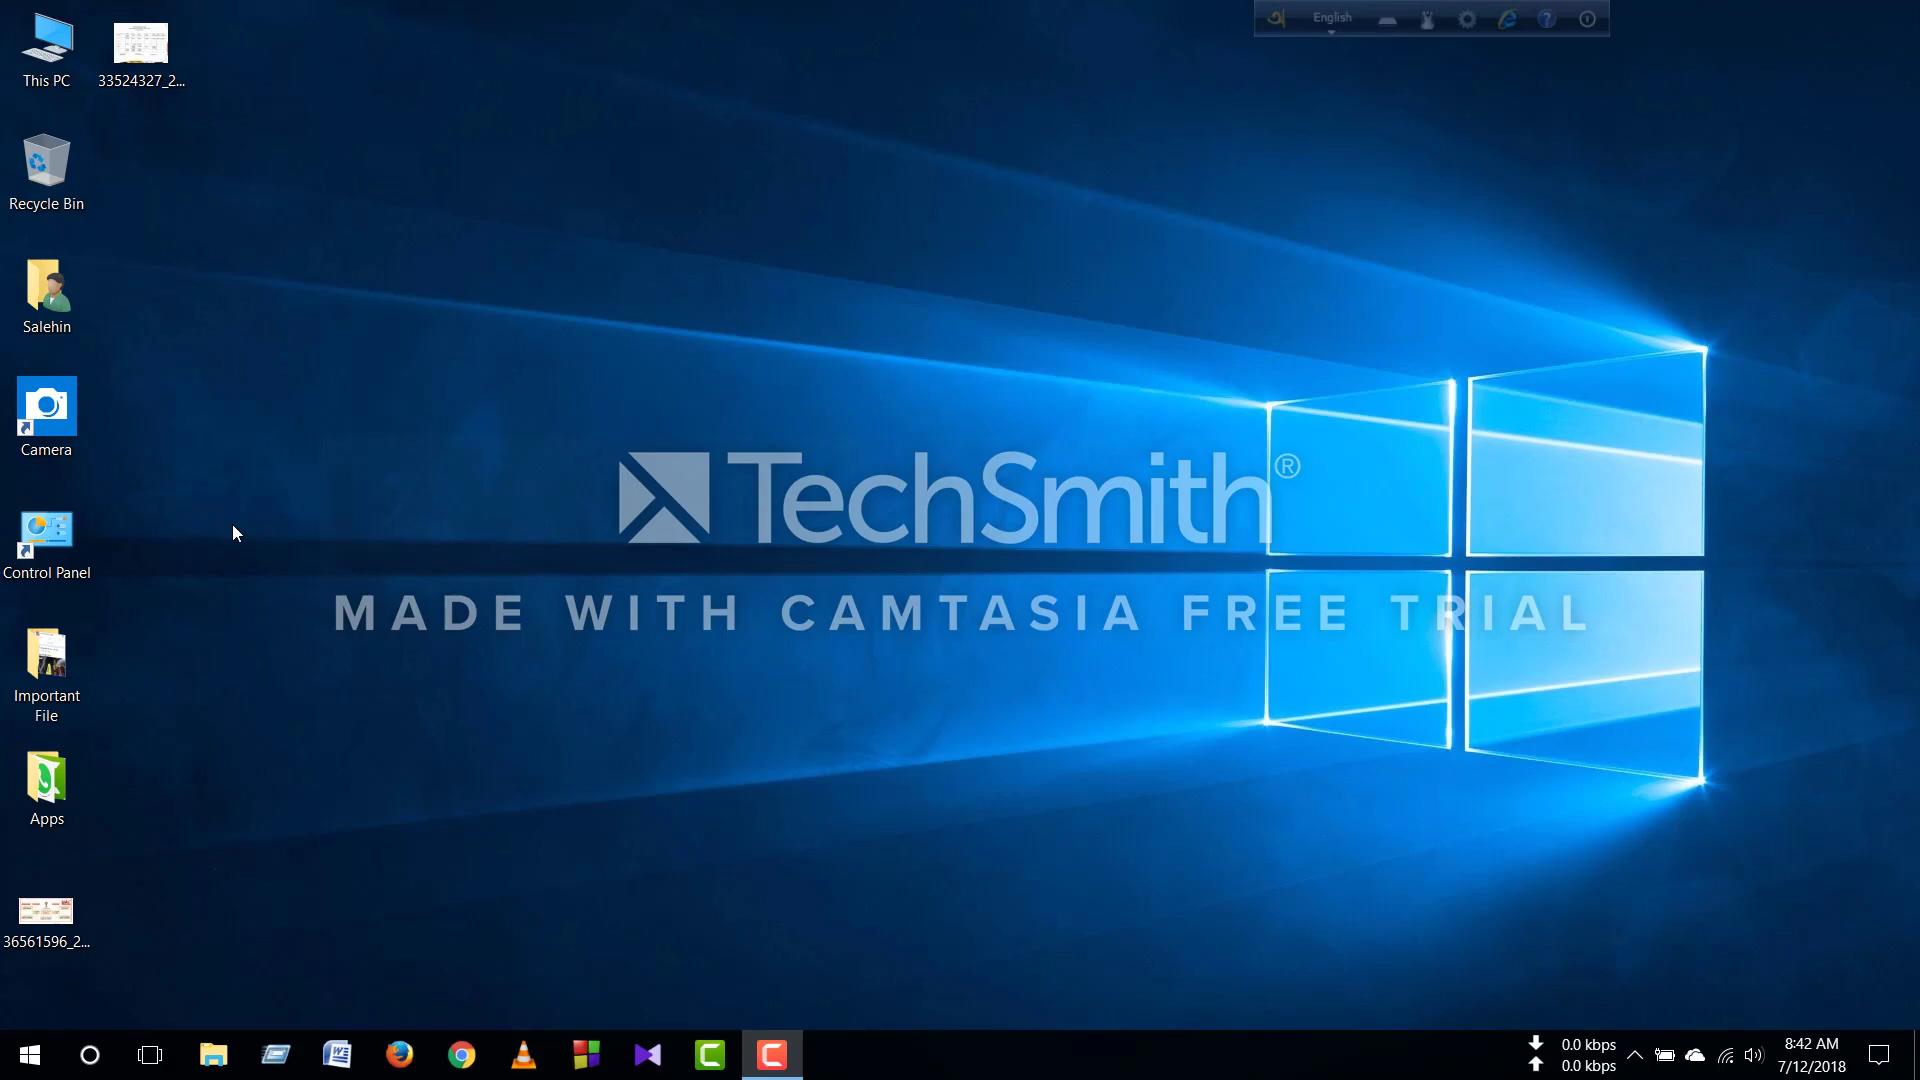 English
This PC
33524327_2...
Recycle Bin
Salehin
Camera
TechSmith®
MADE WITH CAMTASIA FREE TRIAL
Control Panel
Important
File
Apps
36561596_2...
0.0 kbps
0.0 kbps
8:42 AM
7/12/2018